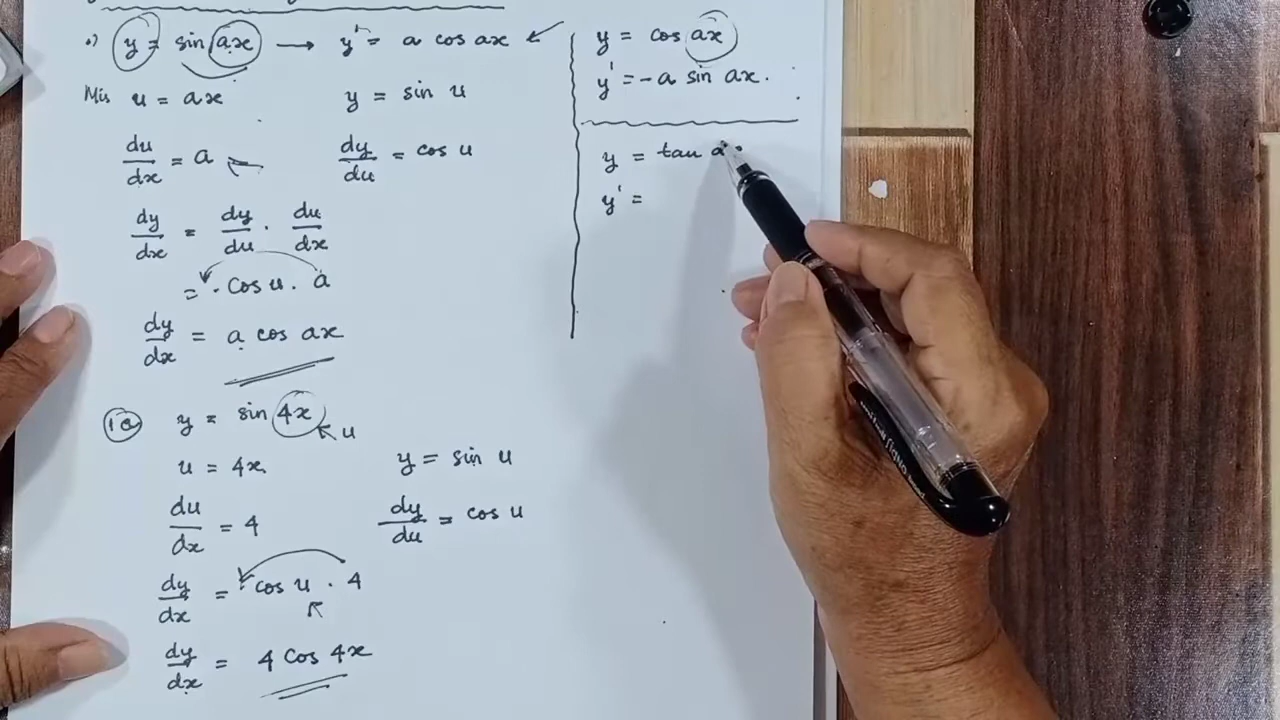 •) y = sin ax → y' = a cos ax
Mis u = ax y = sin u
du/dx = a dy/du = cos u
dy/dx = dy/du · du/dx
= · cos u · a
dy/dx = a cos ax
1a y = sin 4x u
u = 4x y = sin u
du/dx = 4 dy/du = cos u
dy/dx = cos u · 4
dy/dx = 4 cos 4x
y = cos ax
y' = -a sin ax.
y = tan a
y' =